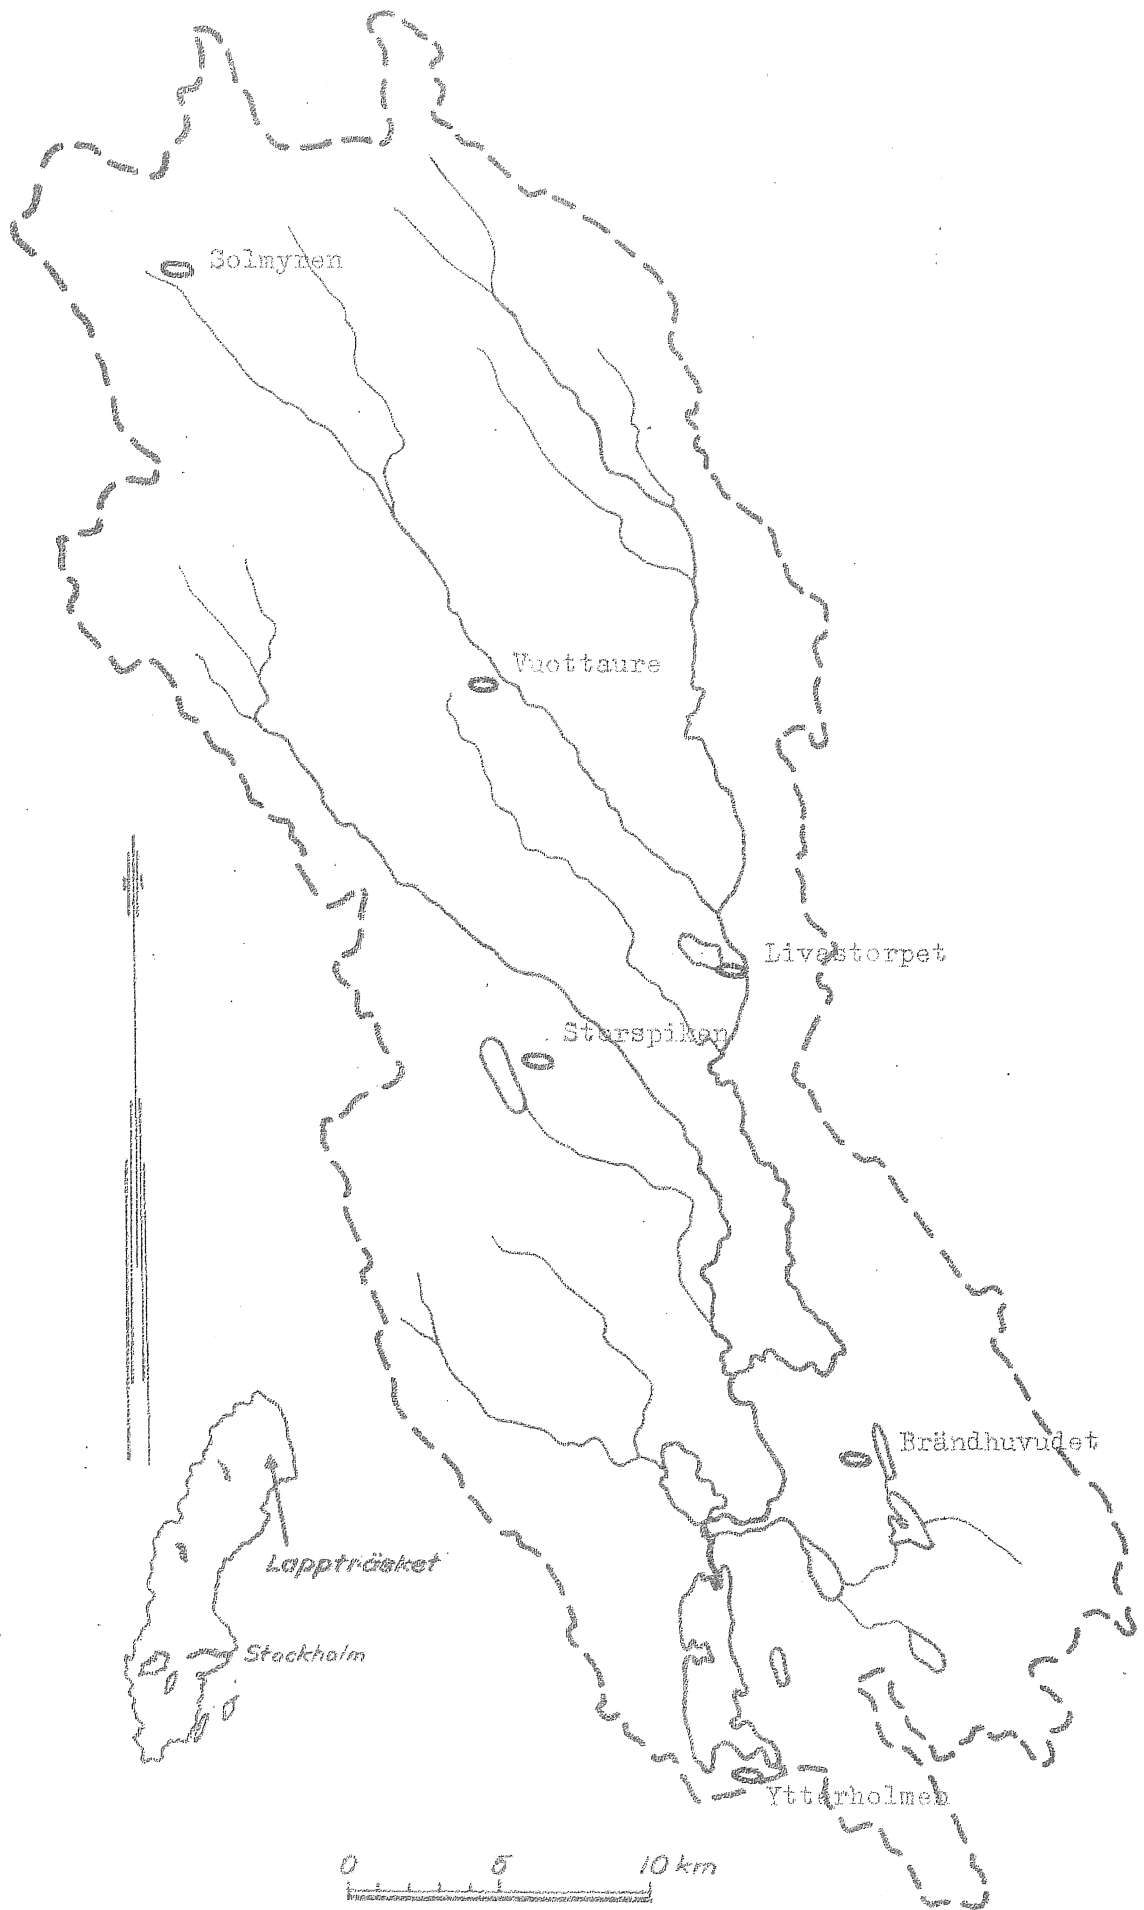 Solmyren
Vuottaure
Livastorpet
Storspiken
Brändhuvudet
Lappträsket
Stockholm
Ytterholmen
0 5 10 km